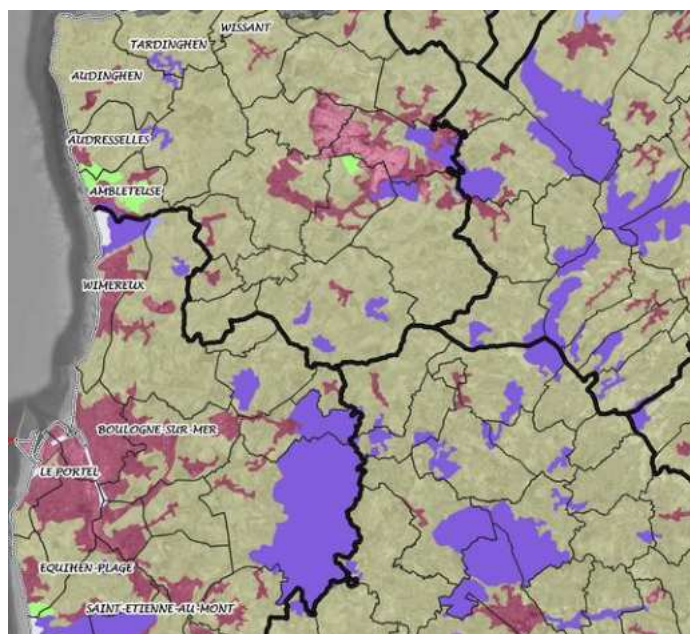 WISSANT
TARDINGHEN
AUDINGHEN
AUDRESSELLES
AMBLETEUSE
WIMEREUX
BOULOGNE-SUR-MER
LE PORTEL
EQUIHEN-PLAGE
SAINT-ETIENNE-AU-MONT